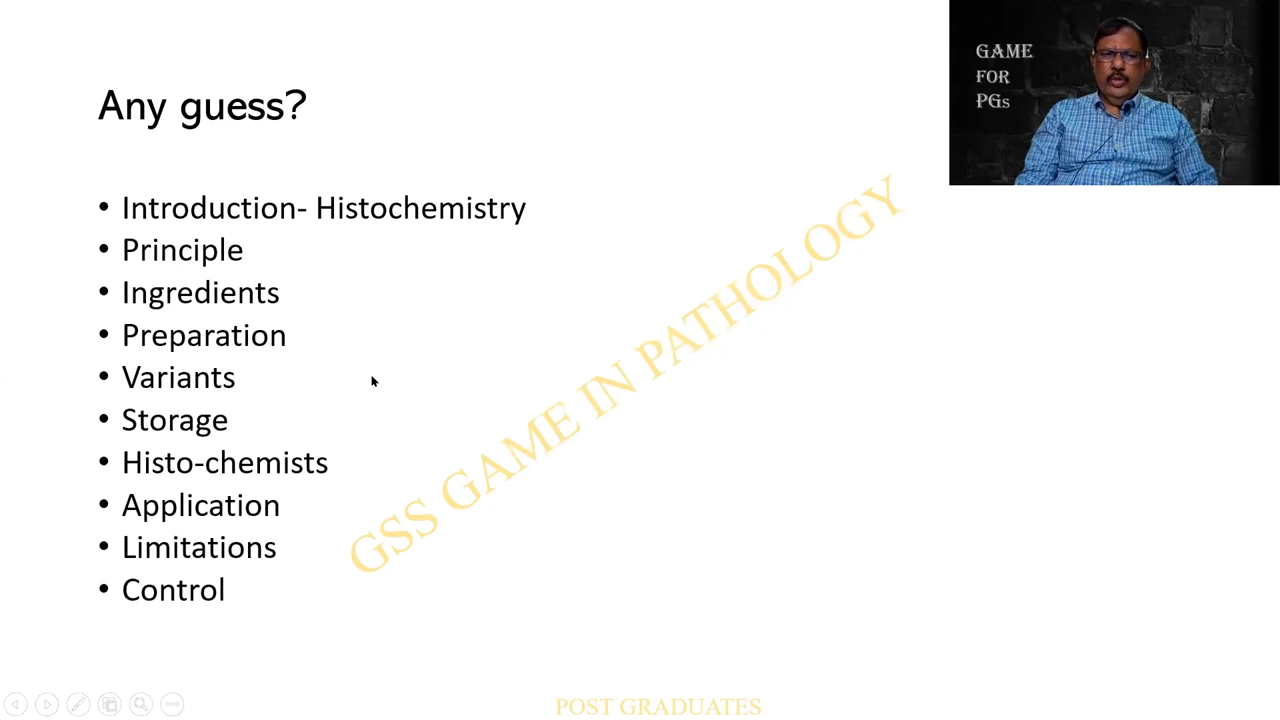 Any guess?
• Introduction- Histochemistry
• Principle
• Ingredients
• Preparation
• Variants
• Storage
• Histo-chemists
• Application
• Limitations
• Control
GAME
FOR
PGs
GSS GAME IN PATHOLOGY
POST GRADUATES